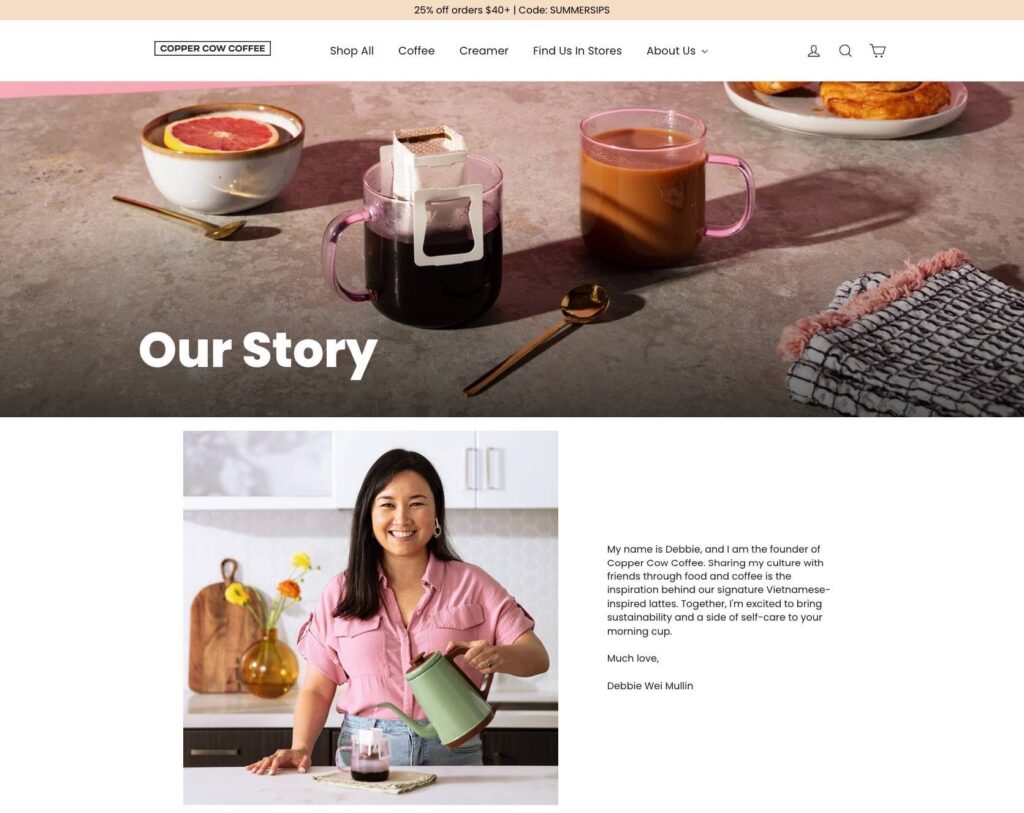 25% off orders $40+ | Code: SUMMERSIPS
COPPER COW COFFEE
Shop All
Coffee
Creamer
Find Us In Stores
About Us
Our Story
My name is Debbie, and I am the founder of
Copper Cow Coffee. Sharing my culture with
friends through food and coffee is the
inspiration behind our signature Vietnamese-
inspired lattes. Together, I'm excited to bring
sustainability and a side of self-care to your
morning cup.
Much love,
Debbie Wei Mullin